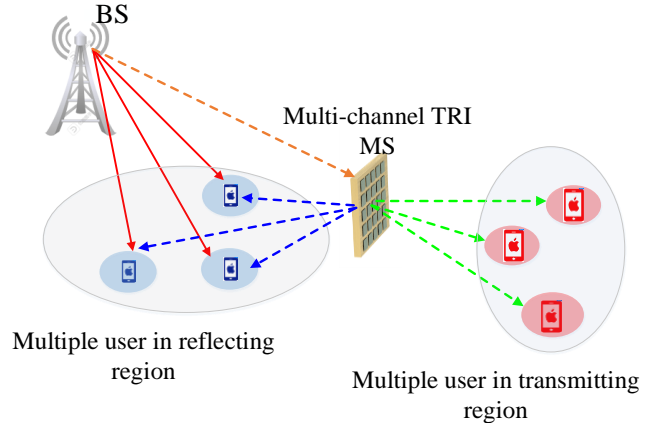 BS
Multi-channel TRI
MS
Multiple user in reflecting
region
Multiple user in transmitting
region